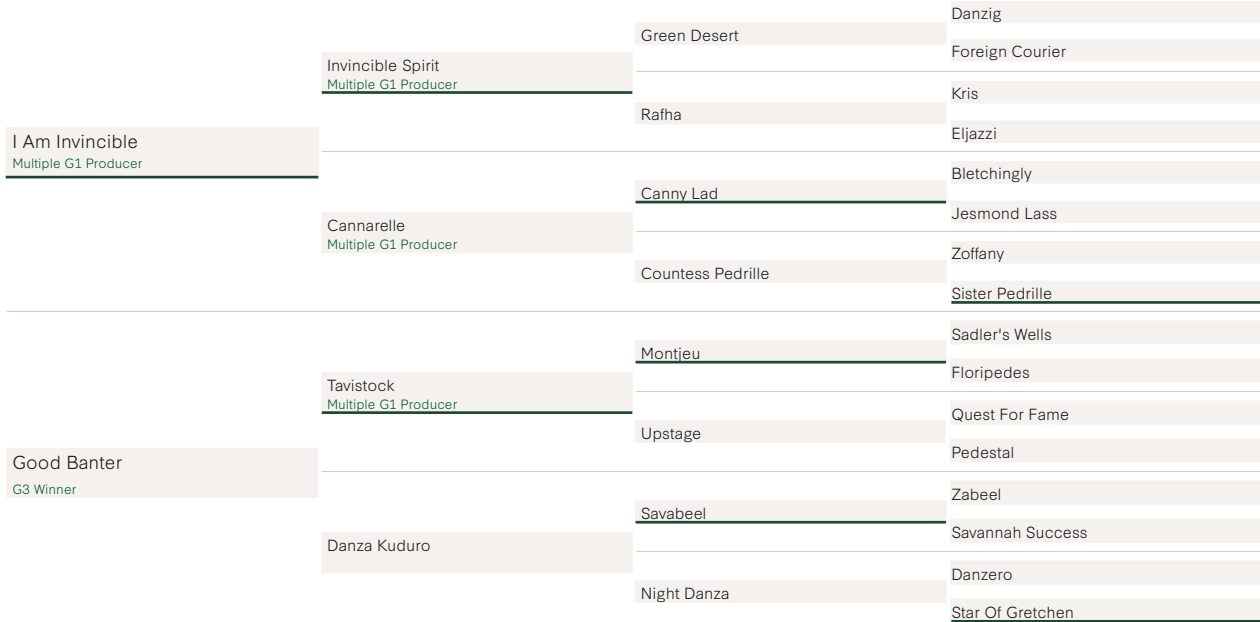 I Am Invincible
Multiple G1 Producer
Good Banter
G3 Winner
Invincible Spirit
Multiple G1 Producer
Cannarelle
Multiple G1 Producer
Tavistock
Multiple G1 Producer
Danza Kuduro
Green Desert
Rafha
Canny Lad
Countess Pedrille
Montjeu
Upstage
Savabeel
Night Danza
Danzig
Foreign Courier
Kris
Eljazzi
Bletchingly
Jesmond Lass
Zoffany
Sister Pedrille
Sadler's Wells
Floripedes
Quest For Fame
Pedestal
Zabeel
Savannah Success
Danzero
Star Of Gretchen